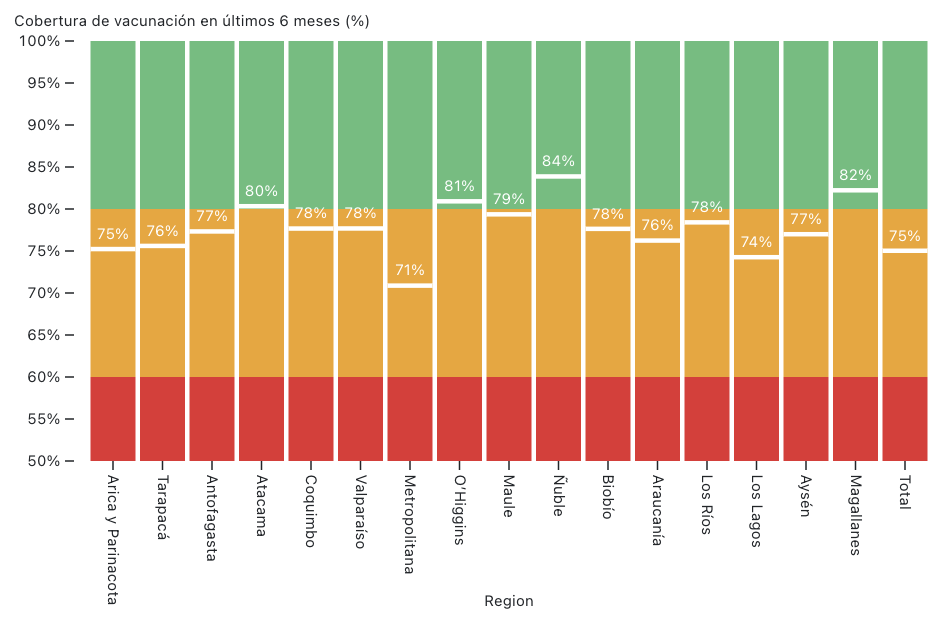 Cobertura de vacunación en últimos 6 meses (%)
100%
95%
90%
85%
80%
75%
70%
65%
60%
55%
50%
75%
76%
77%
80%
78%
78%
71%
81%
79%
84%
78%
76%
78%
74%
77%
82%
75%
Arica y Parinacota
Tarapacá
Antofagasta
Atacama
Coquimbo
Valparaíso
Metropolitana
O'Higgins
Maule
Ñuble
Biobío
Araucanía
Los Ríos
Los Lagos
Aysén
Magallanes
Total
Region